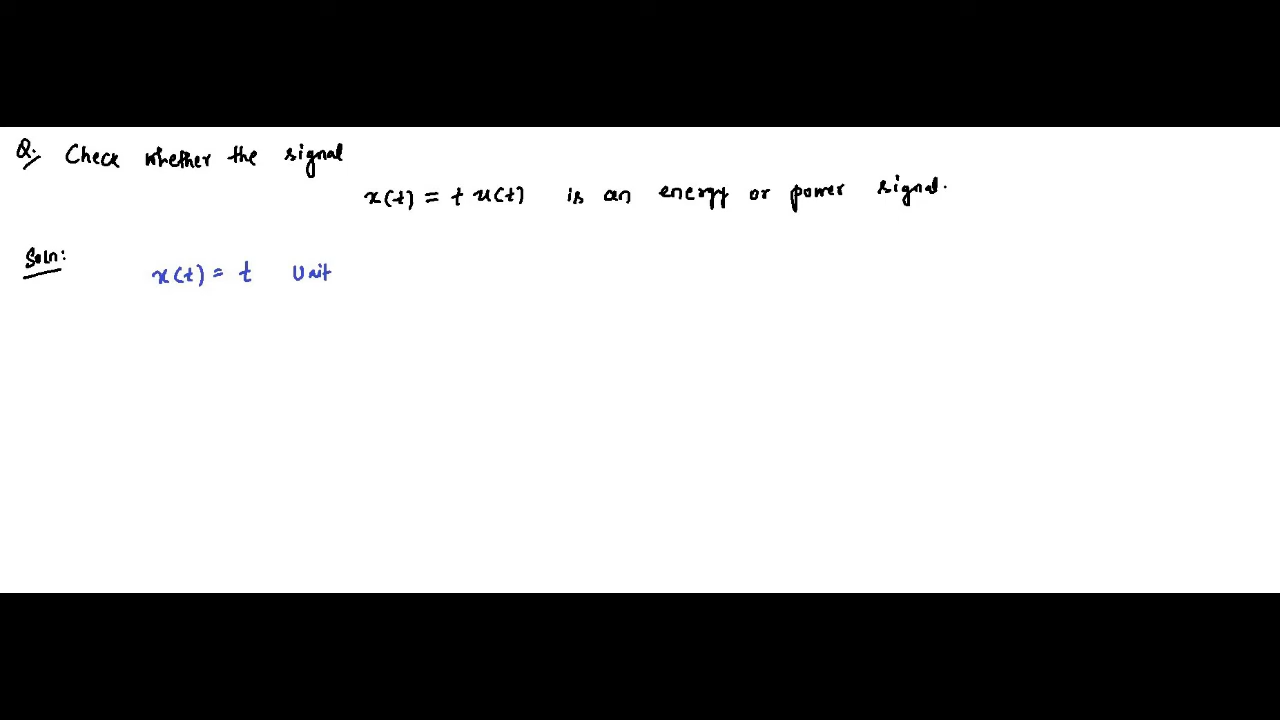 Q. Check whether the signal
x(t) = t u(t) is an energy or power signal.
Soln:
x(t) = t Unit